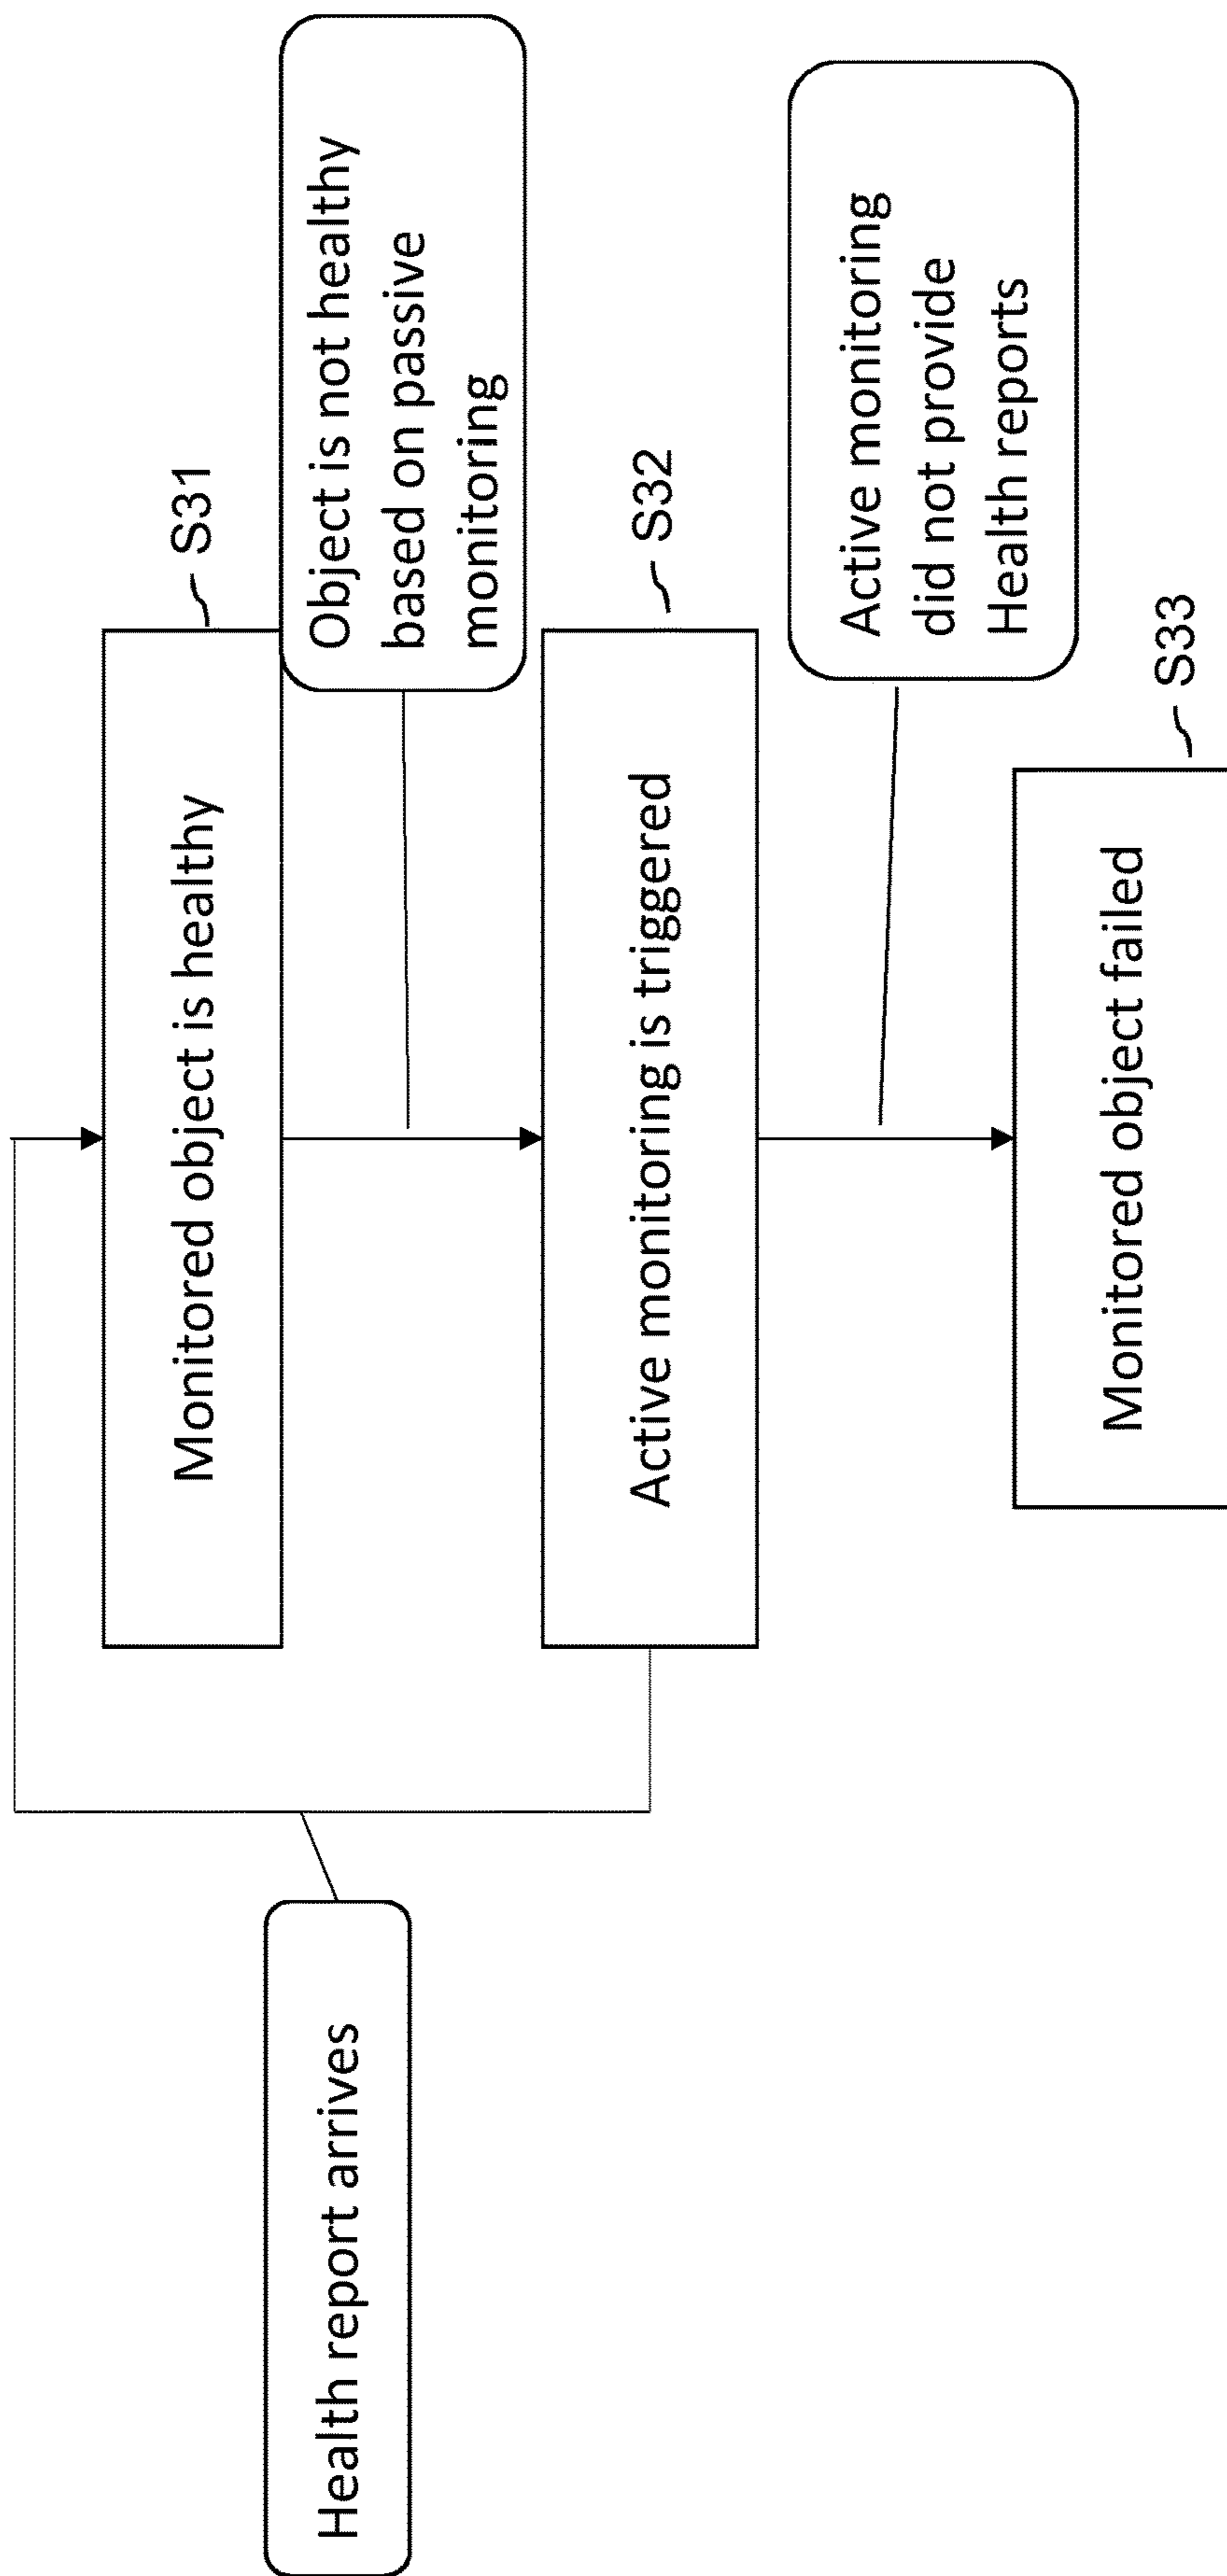 Monitored object is healthy
S31
Object is not healthy
based on passive
monitoring
Health report arrives
Active monitoring is triggered
S32
Active monitoring
did not provide
Health reports
Monitored object failed
S33